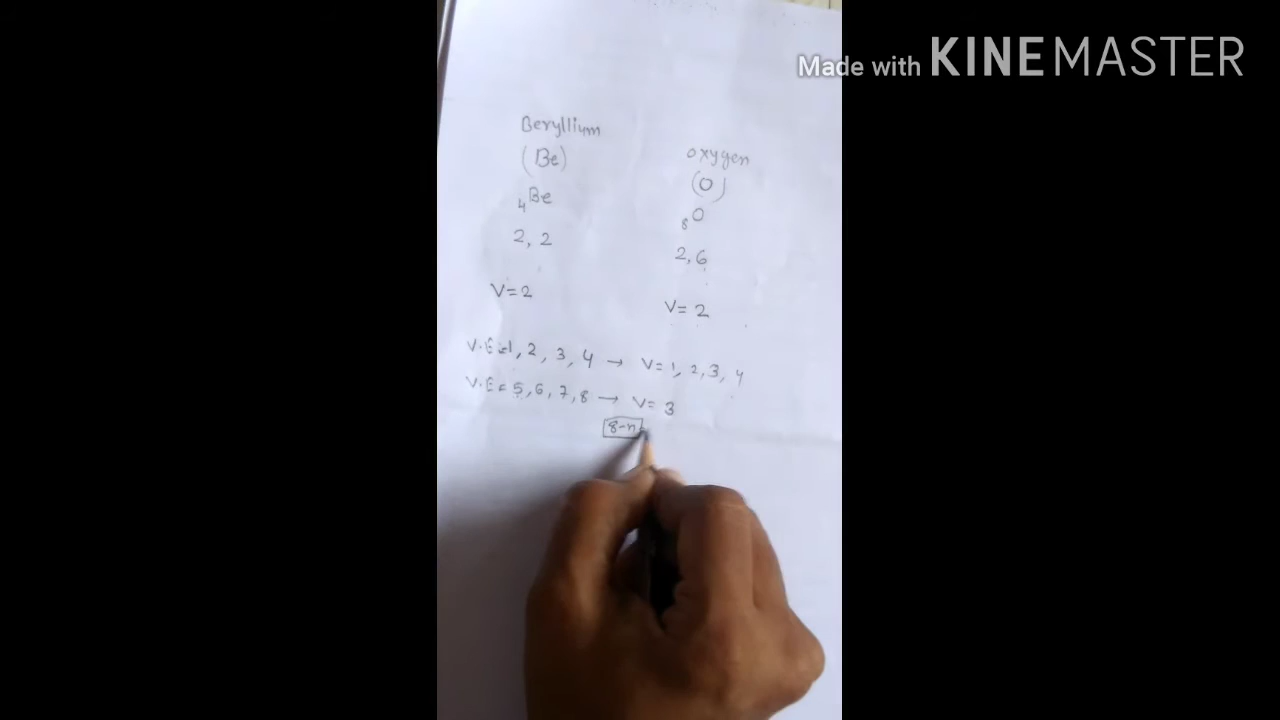 Made with KINEMASTER
Beryllium
(Be)
4Be
2, 2
V=2
oxygen
(O)
8O
2,6
V= 2
V.E=1, 2, 3, 4 → V= 1, 2, 3, 4
V.E= 5, 6, 7, 8 → V= 3
8-n